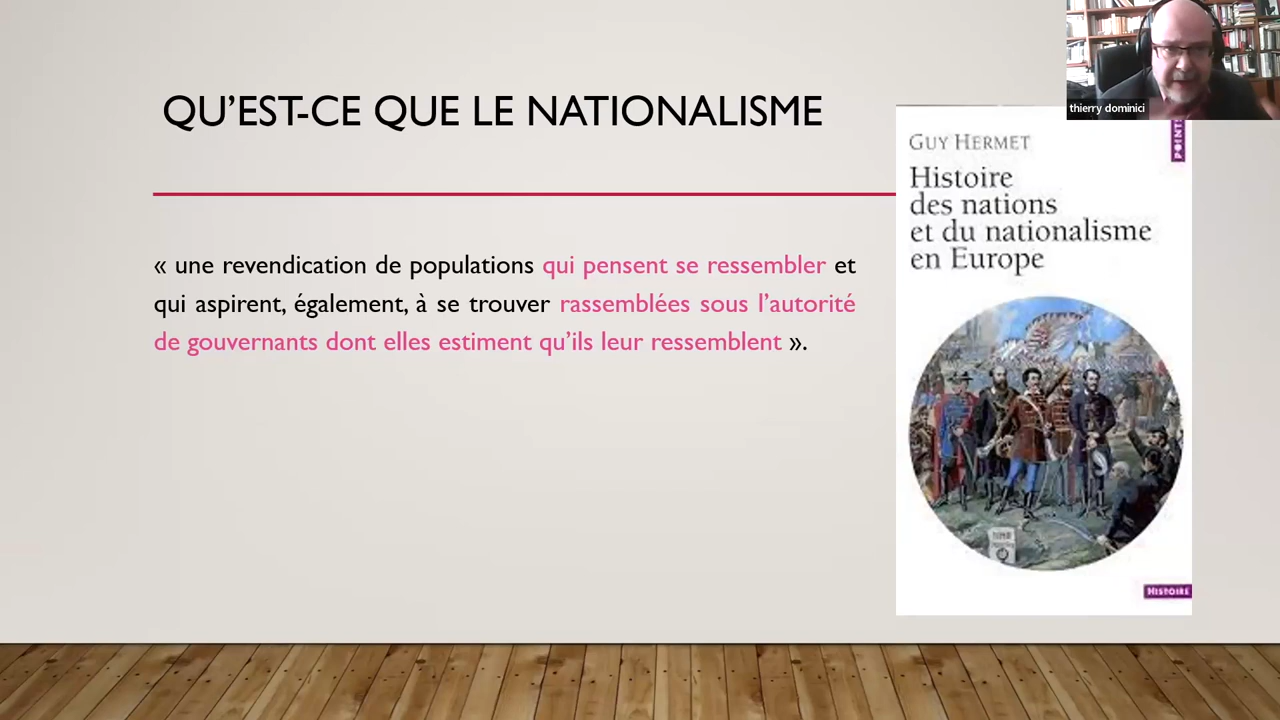 QU’EST-CE QUE LE NATIONALISME
« une revendication de populations qui pensent se ressembler et
qui aspirent, également, à se trouver rassemblées sous l’autorité
de gouvernants dont elles estiment qu’ils leur ressemblent ».
thierry dominici
POINTS
GUY HERMET
Histoire
des nations
et du nationalisme
en Europe
HISTOIRE